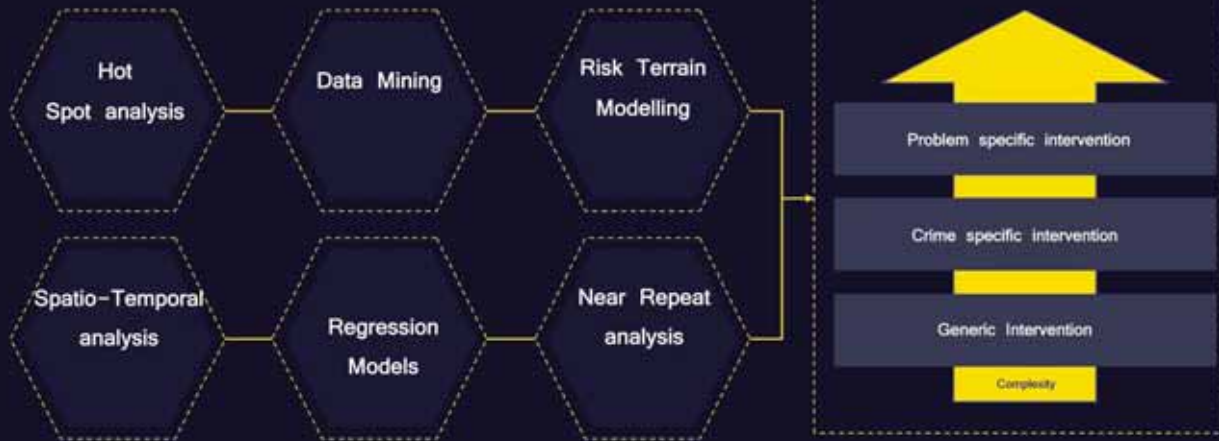 Hot
Spot analysis
Data Mining
Risk Terrain
Modelling
Spatio-Temporal
analysis
Regression
Models
Near Repeat
analysis
Problem specific intervention
Crime specific intervention
Generic Intervention
Complexity